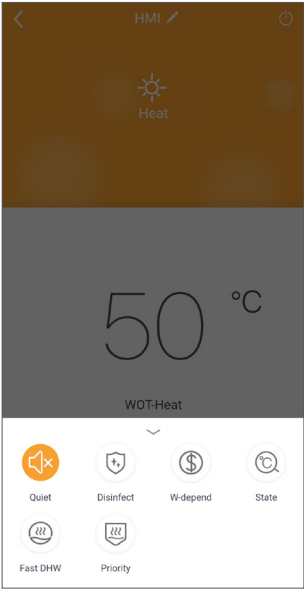 HMI
Heat
50 °C
WOT-Heat
Quiet Disinfect W-depend State
Fast DHW Priority